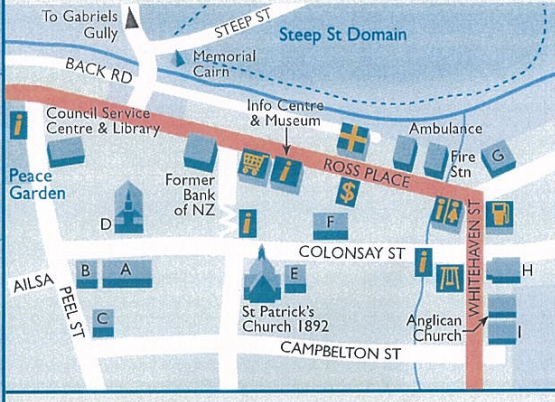 To Gabriels
Gully
STEEP ST
Steep St Domain
Memorial
Cairn
BACK RD
Info Centre
& Museum
Council Service
Centre & Library
Ambulance
i
Fire
Stn
G
ROSS PLACE
i
$
Peace
Garden
Former
Bank
of NZ
D
i
F
i
WHITEHAVEN ST
COLONSAY ST
i
B
A
E
H
AILSA
PEEL ST
C
St Patrick's
Church 1892
Anglican
Church
I
CAMPBELTON ST